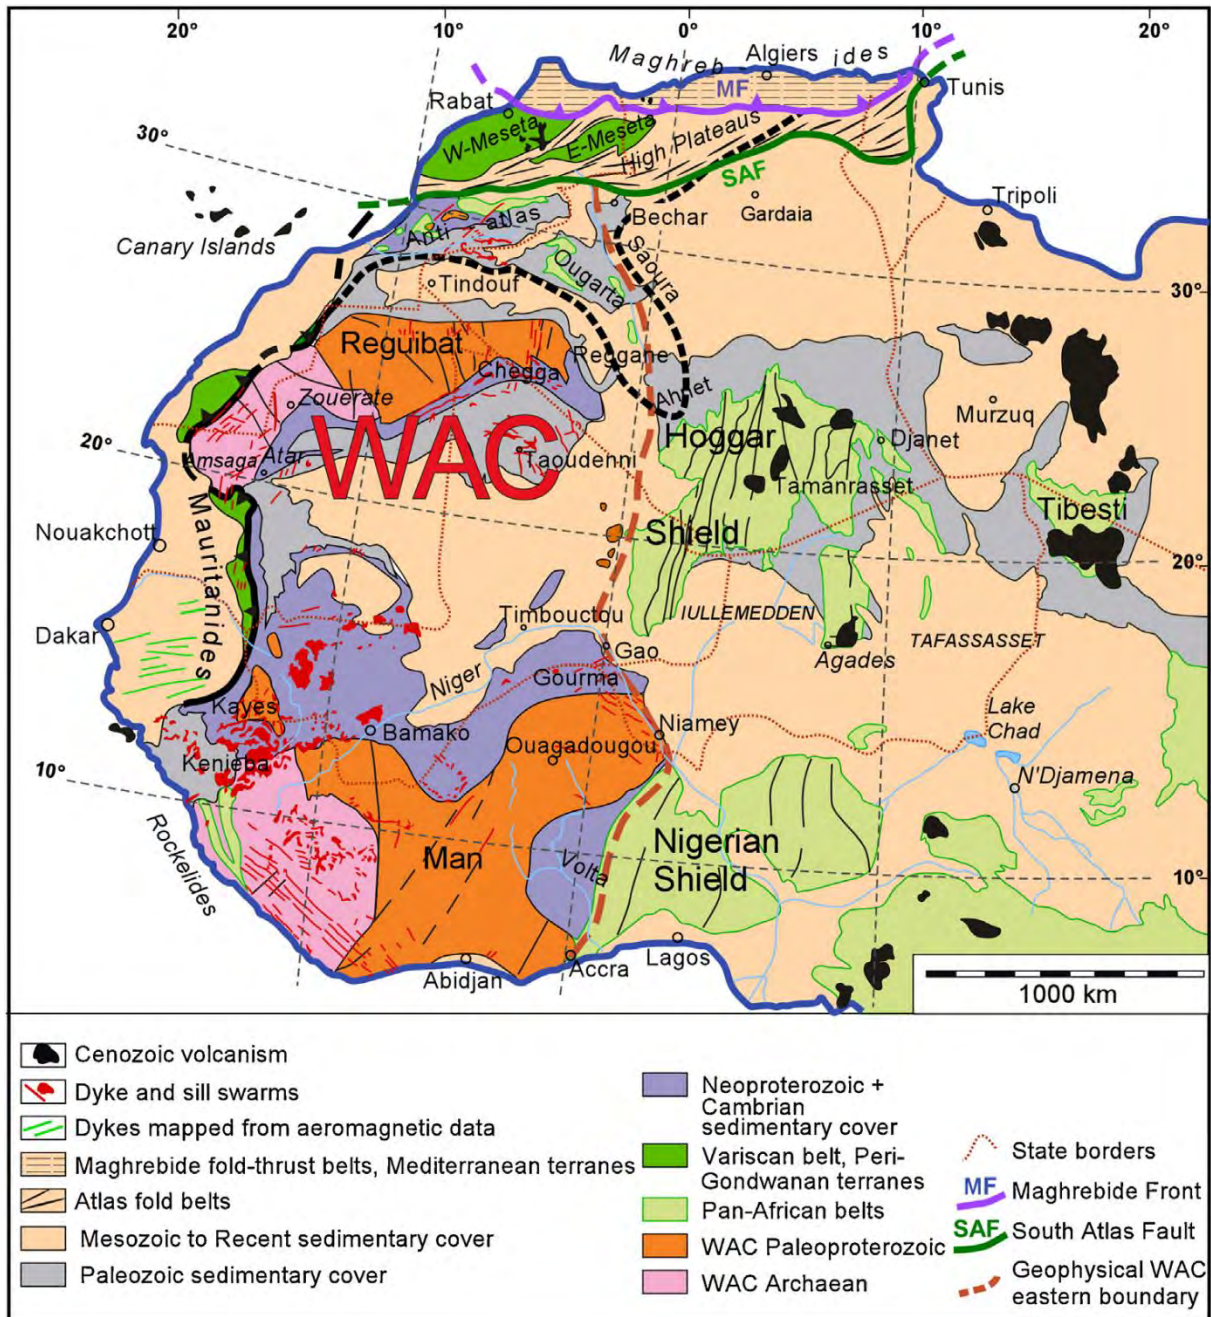 20°
10°
0°
10°
20°
Maghreb - ides
Algiers
MF
Tunis
Rabat
30°
W-Meseta
E-Meseta
High Plateaus
SAF
Tripoli
Bechar
Gardaia
Canary Islands
Anti - atlas
Saoura
Ougarta
Tindouf
30°
Reguibat
Reggane
Chegga
Ahnet
Zouerate
Murzuq
20°
WAC
Hoggar
Djanet
Amsaga
Atar
Taoudenni
Tamanrasset
Tibesti
Nouakchott
Mauritanides
Shield
20°
Timbouctou
IULLEMEDDEN
TAFASSASSET
Dakar
Gao
Agades
Niger
Gourma
Kayes
Lake
Chad
Bamako
Niamey
Ouagadougou
Kenieba
N'Djamena
10°
Rockelides
Man
Volta
Nigerian
Shield
10°
Lagos
Accra
Abidjan
1000 km
Cenozoic volcanism
Dyke and sill swarms
Dykes mapped from aeromagnetic data
Maghrebide fold-thrust belts, Mediterranean terranes
Atlas fold belts
Mesozoic to Recent sedimentary cover
Paleozoic sedimentary cover
Neoproterozoic +
Cambrian
sedimentary cover
Variscan belt, Peri-
Gondwanan terranes
Pan-African belts
WAC Paleoproterozoic
WAC Archaean
State borders
MF
Maghrebide Front
SAF
South Atlas Fault
Geophysical WAC
eastern boundary